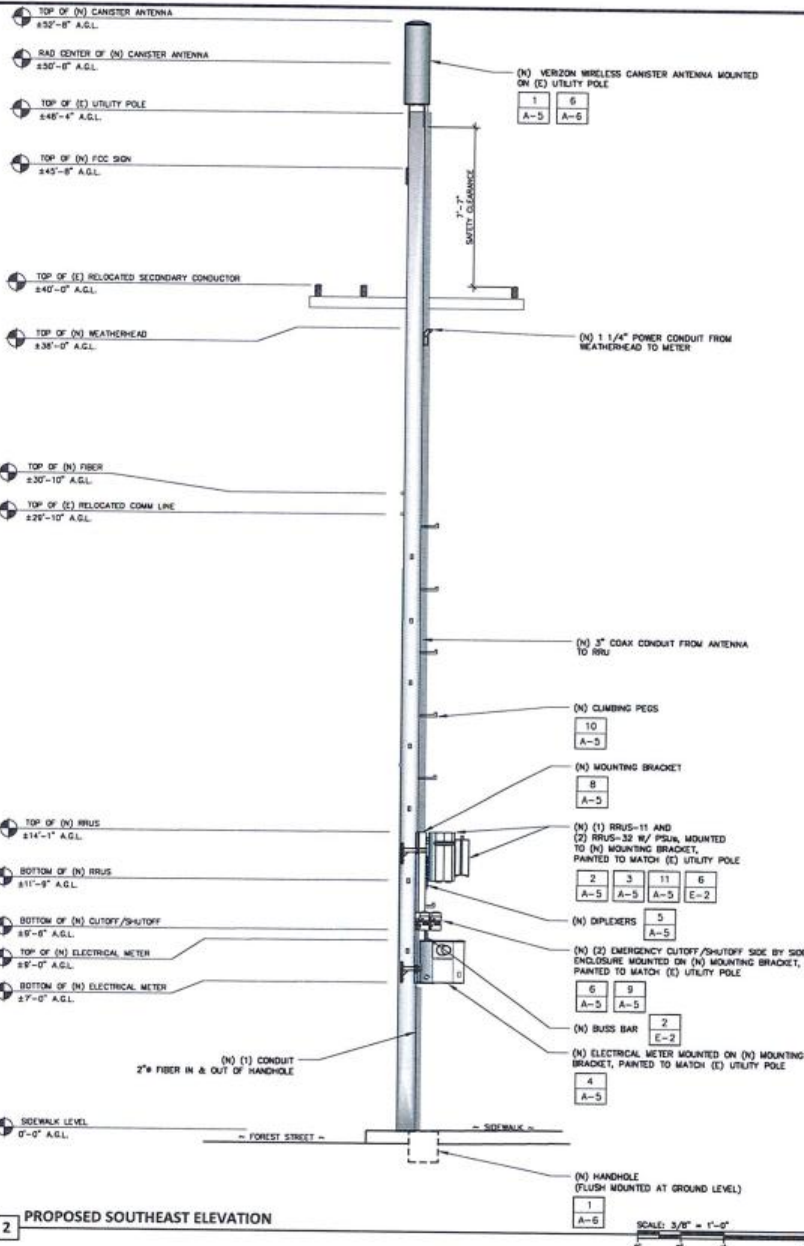 TOP OF (N) CANISTER ANTENNA
±52'-8" A.G.L.
RAD CENTER OF (N) CANISTER ANTENNA
±50'-8" A.G.L.
TOP OF (E) UTILITY POLE
±48'-4" A.G.L.
TOP OF (N) FCC SIGN
±45'-8" A.G.L.
TOP OF (E) RELOCATED SECONDARY CONDUCTOR
±40'-0" A.G.L.
TOP OF (N) WEATHERHEAD
±38'-0" A.G.L.
TOP OF (N) FIBER
±30'-10" A.G.L.
TOP OF (E) RELOCATED COMM LINE
±29'-10" A.G.L.
TOP OF (N) RRUS
±14'-1" A.G.L.
BOTTOM OF (N) RRUS
±11'-9" A.G.L.
BOTTOM OF (N) CUTOFF/SHUTOFF
±9'-6" A.G.L.
TOP OF (N) ELECTRICAL METER
±9'-0" A.G.L.
BOTTOM OF (N) ELECTRICAL METER
±7'-0" A.G.L.
(N) (1) CONDUIT
2"ø FIBER IN & OUT OF HANDHOLE
SIDEWALK LEVEL
0'-0" A.G.L.
~ FOREST STREET ~
~ SIDEWALK ~
7'-7"
SAFETY CLEARANCE
(N) VERIZON WIRELESS CANISTER ANTENNA MOUNTED
ON (E) UTILITY POLE
1 6
A-5 A-6
(N) 1 1/4" POWER CONDUIT FROM
WEATHERHEAD TO METER
(N) 3" COAX CONDUIT FROM ANTENNA
TO RRU
(N) CLIMBING PEGS
10
A-5
(N) MOUNTING BRACKET
8
A-5
(N) (1) RRUS-11 AND
(2) RRUS-32 W/ PSUs, MOUNTED
TO (N) MOUNTING BRACKET,
PAINTED TO MATCH (E) UTILITY POLE
2 3 11 6
A-5 A-5 A-5 E-2
(N) DIPLEXERS 5
A-5
(N) (2) EMERGENCY CUTOFF/SHUTOFF SIDE BY SIDE
ENCLOSURE MOUNTED ON (N) MOUNTING BRACKET,
PAINTED TO MATCH (E) UTILITY POLE
6 9
A-5 A-5
(N) BUSS BAR 2
E-2
(N) ELECTRICAL METER MOUNTED ON (N) MOUNTING
BRACKET, PAINTED TO MATCH (E) UTILITY POLE
4
A-5
(N) HANDHOLE
(FLUSH MOUNTED AT GROUND LEVEL)
1
A-6
2 PROPOSED SOUTHEAST ELEVATION
SCALE: 3/8" = 1'-0"